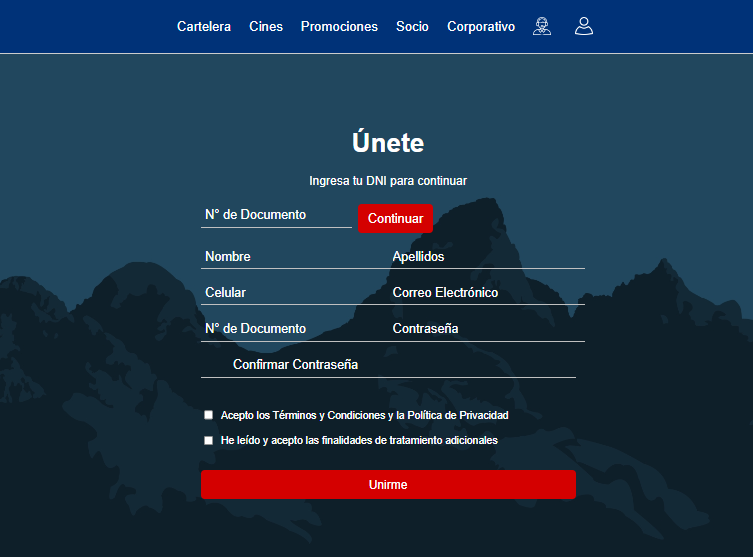 Cartelera Cines Promociones Socio Corporativo
Únete
Ingresa tu DNI para continuar
N° de Documento Continuar
Nombre Apellidos
Celular Correo Electrónico
N° de Documento Contraseña
Confirmar Contraseña
Acepto los Términos y Condiciones y la Política de Privacidad
He leído y acepto las finalidades de tratamiento adicionales
Unirme